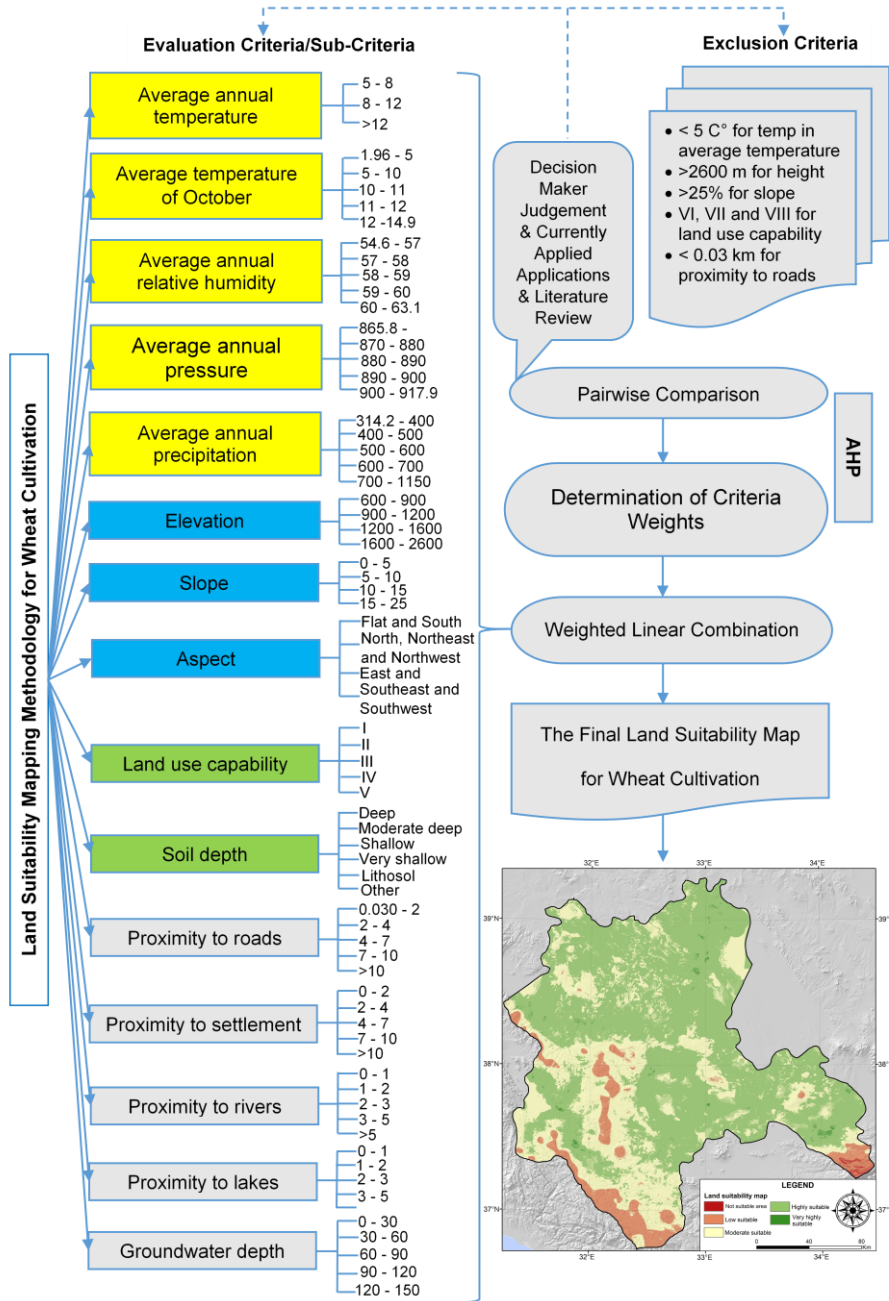 Evaluation Criteria/Sub-Criteria
Exclusion Criteria
Land Suitability Mapping Methodology for Wheat Cultivation
Average annual
temperature
5 - 8
8 - 12
>12
Average temperature
of October
1.96 - 5
5 - 10
10 - 11
11 - 12
12 -14.9
Average annual
relative humidity
54.6 - 57
57 - 58
58 - 59
59 - 60
60 - 63.1
Average annual
pressure
865.8 -
870 - 880
880 - 890
890 - 900
900 - 917.9
Average annual
precipitation
314.2 - 400
400 - 500
500 - 600
600 - 700
700 - 1150
Elevation
600 - 900
900 - 1200
1200 - 1600
1600 - 2600
Slope
0 - 5
5 - 10
10 - 15
15 - 25
Aspect
Flat and South
North, Northeast
and Northwest
East and
Southeast and
Southwest
Land use capability
I
II
III
IV
V
Soil depth
Deep
Moderate deep
Shallow
Very shallow
Lithosol
Other
Proximity to roads
0.030 - 2
2 - 4
4 - 7
7 - 10
>10
Proximity to settlement
0 - 2
2 - 4
4 - 7
7 - 10
>10
Proximity to rivers
0 - 1
1 - 2
2 - 3
3 - 5
>5
Proximity to lakes
0 - 1
1 - 2
2 - 3
3 - 5
Groundwater depth
0 - 30
30 - 60
60 - 90
90 - 120
120 - 150
Decision
Maker
Judgement
& Currently
Applied
Applications
& Literature
Review
• < 5 C° for temp in
average temperature
• >2600 m for height
• >25% for slope
• VI, VII and VIII for
land use capability
• < 0.03 km for
proximity to roads
Pairwise Comparison
AHP
Determination of Criteria
Weights
Weighted Linear Combination
The Final Land Suitability Map
for Wheat Cultivation
32°E
33°E
34°E
39°N
39°
38°N
38°
37°N
37°
LEGEND
Land suitability map
Not suitable area
Low suitable
Moderate suitable
Highly suitable
Very highly
suitable
0 40 80
Km
32°E
33°E
34°E